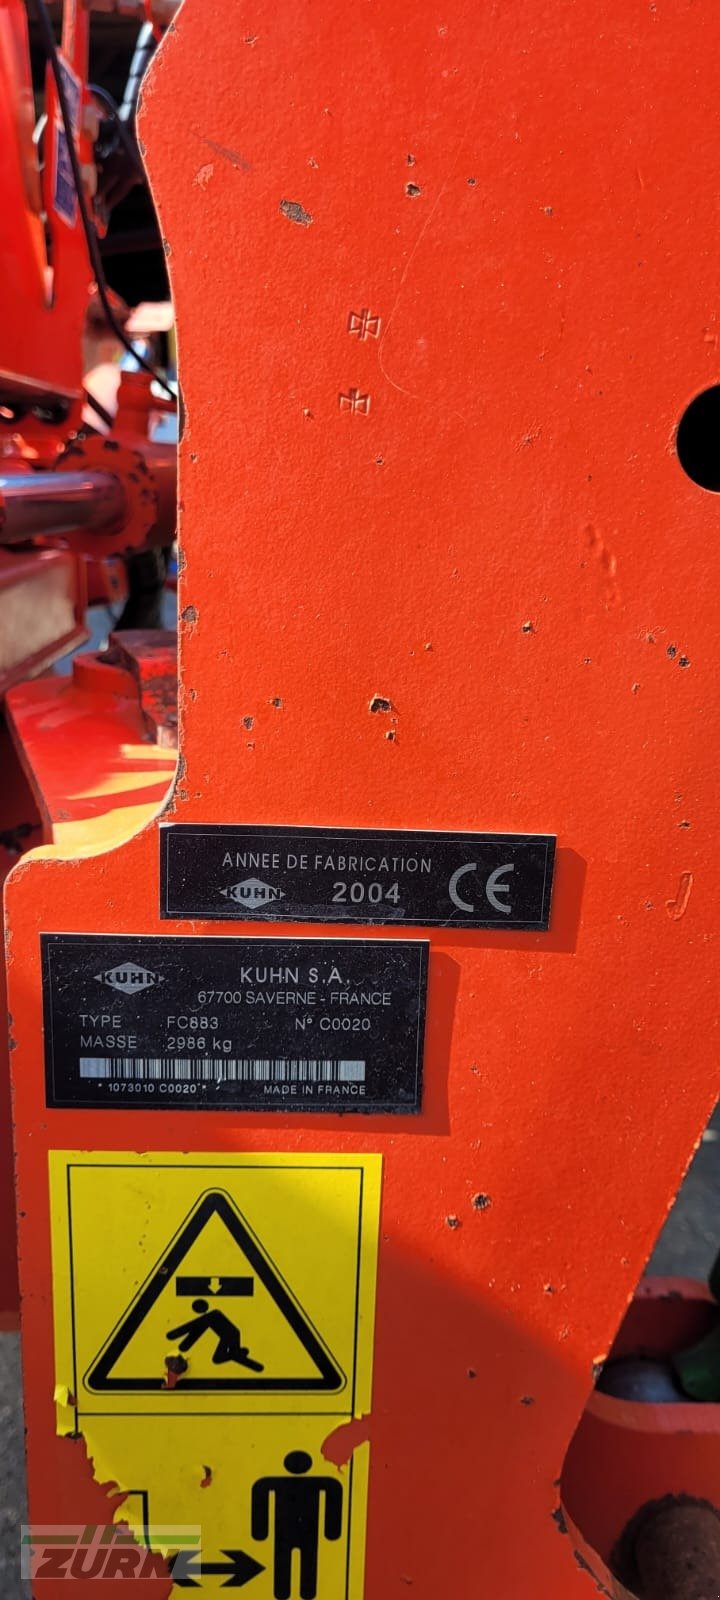 ANNEE DE FABRICATION
KUHN 2004 CE
KUHN KUHN S.A.
67700 SAVERNE - FRANCE
TYPE FC883 N° C0020
MASSE 2986 kg
* 1073010 C0020 * MADE IN FRANCE
ZÜRN